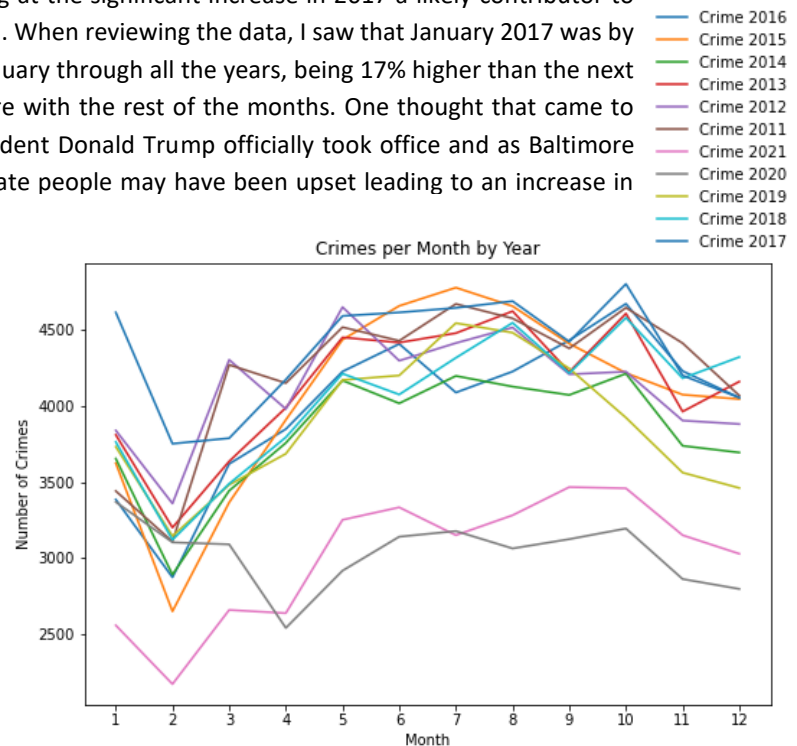 g at the significant increase in 2017 a likely contributor to
. When reviewing the data, I saw that January 2017 was by
uary through all the years, being 17% higher than the next
e with the rest of the months. One thought that came to
dent Donald Trump officially took office and as Baltimore
ate people may have been upset leading to an increase in
Crime 2016
Crime 2015
Crime 2014
Crime 2013
Crime 2012
Crime 2011
Crime 2021
Crime 2020
Crime 2019
Crime 2018
Crime 2017
Crimes per Month by Year
Number of Crimes
4500
4000
3500
3000
2500
1 2 3 4 5 6 7 8 9 10 11 12
Month